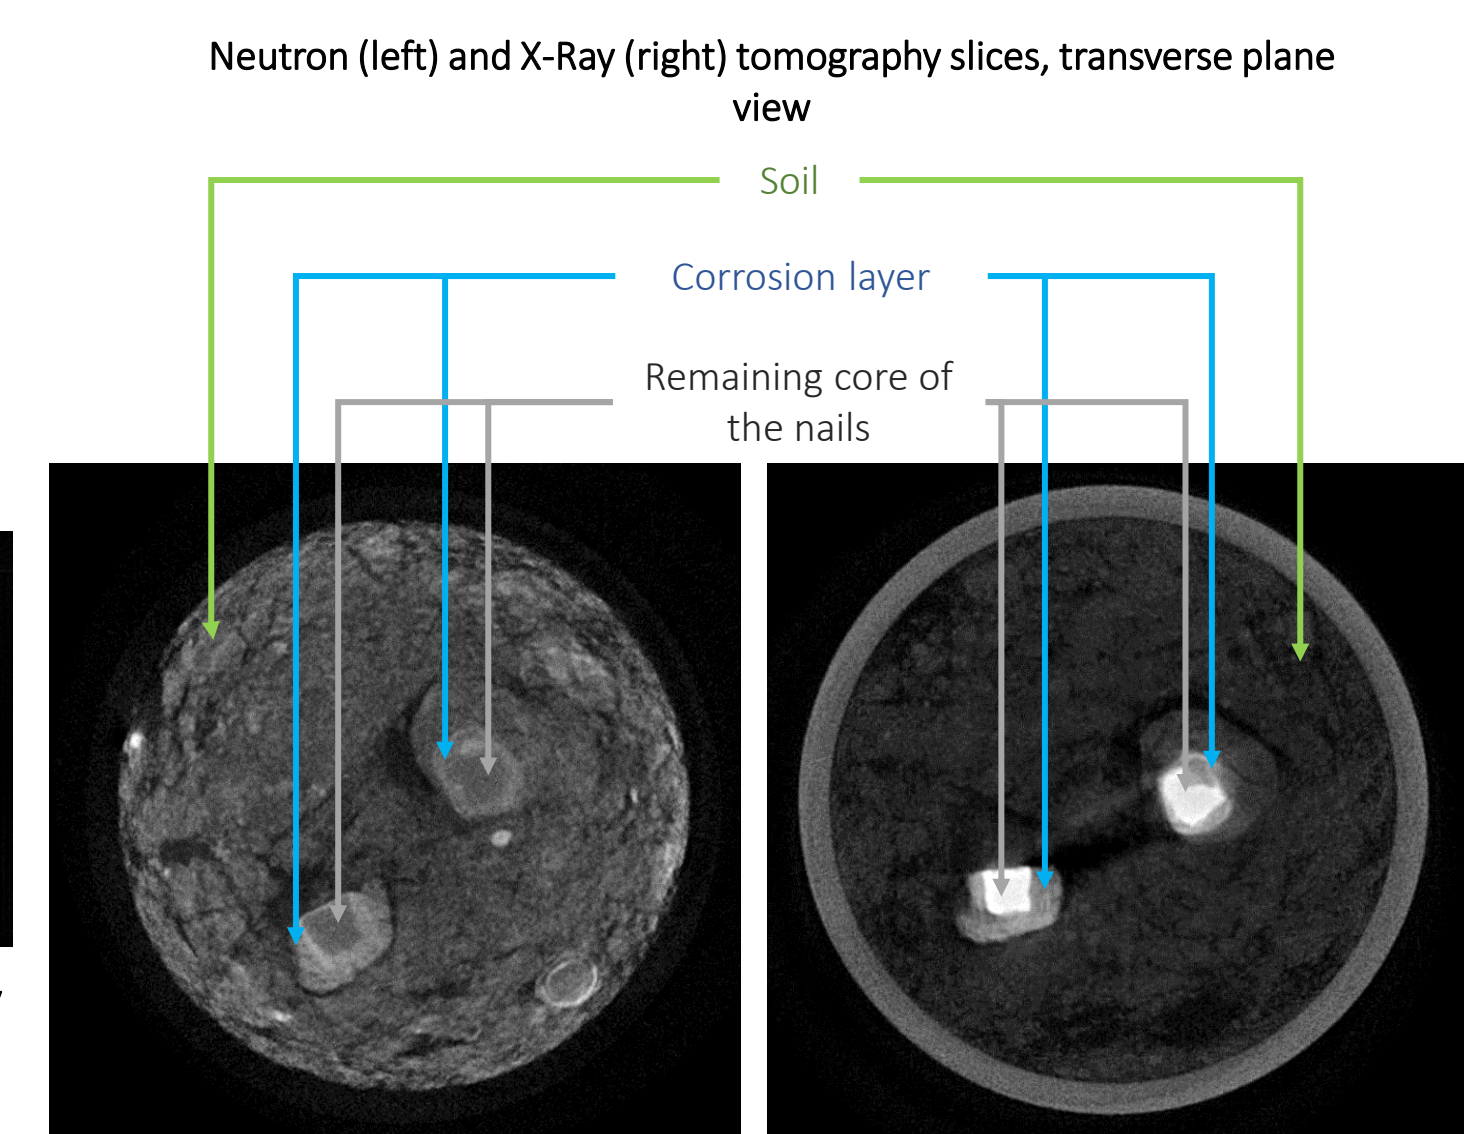 Neutron (left) and X-Ray (right) tomography slices, transverse plane
view
Soil
Corrosion layer
Remaining core of
the nails